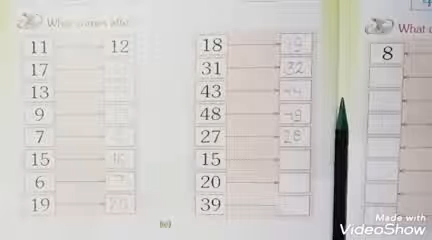 What comes after
11 12 18 19
17 31 32
13 43 44
9 48 49
7 27 28
15 16 15
6 7 20
19 20 39
What
8
Made with
VideoShow